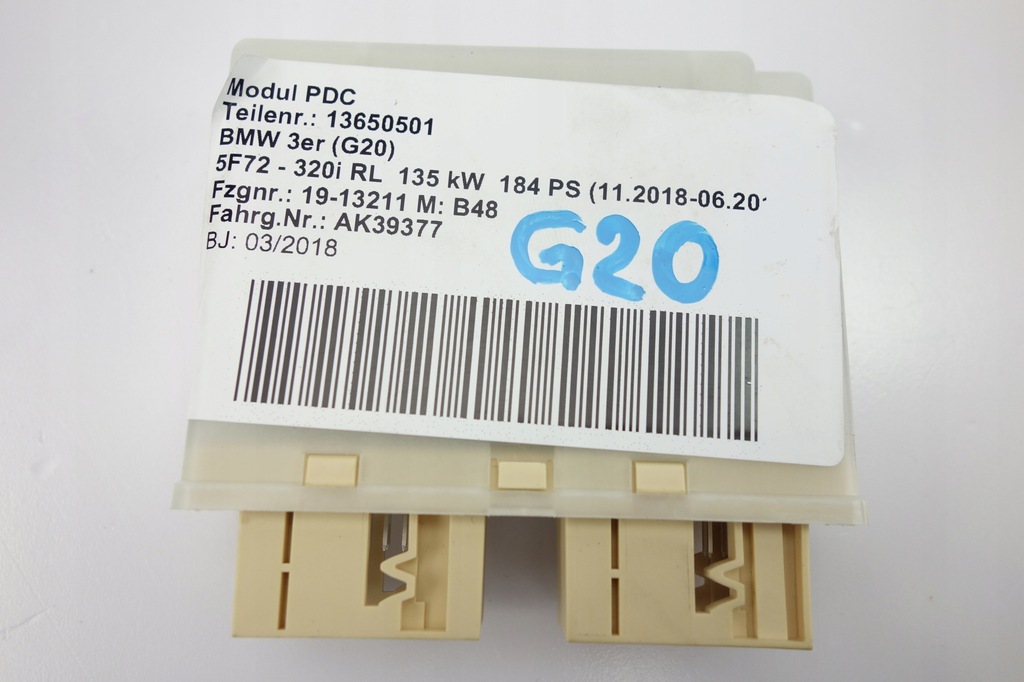 Modul PDC
Teilenr.: 13650501
BMW 3er (G20)
5F72 - 320i RL 135 kW 184 PS (11.2018-06.20
Fzgnr.: 19-13211 M: B48
Fahrg.Nr.: AK39377
BJ: 03/2018
G20